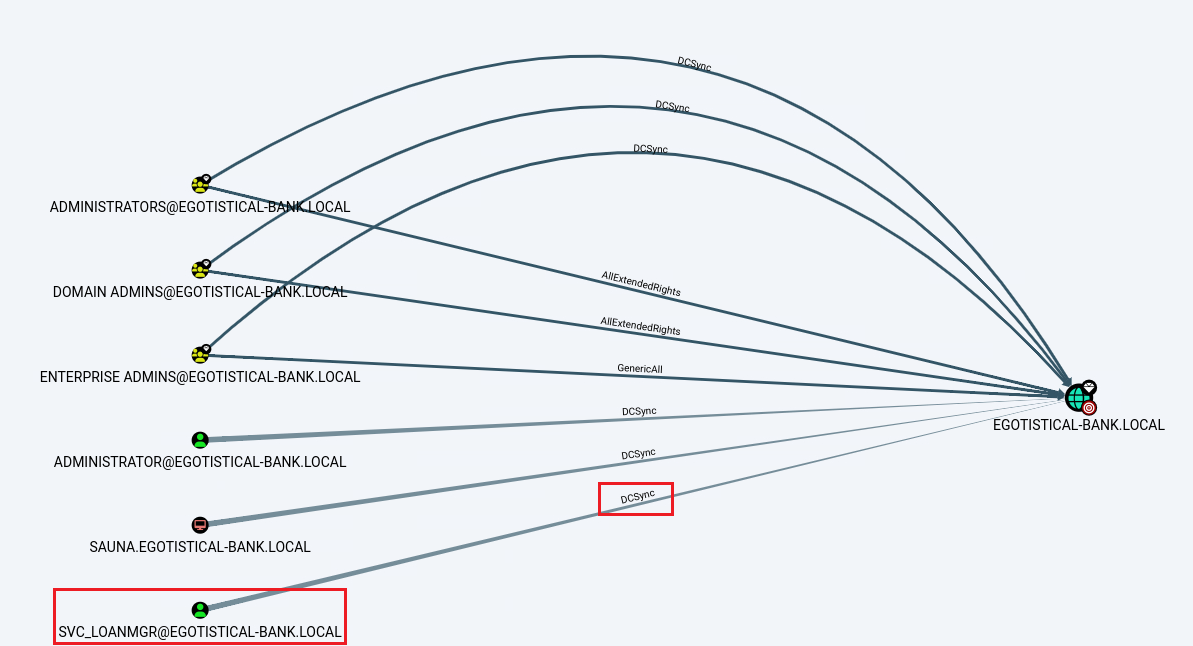 DCSync
DCSync
DCSync
ADMINISTRATORS@EGOTISTICAL-BANK.LOCAL
AllExtendedRights
DOMAIN ADMINS@EGOTISTICAL-BANK.LOCAL
AllExtendedRights
GenericAll
ENTERPRISE ADMINS@EGOTISTICAL-BANK.LOCAL
DCSync
EGOTISTICAL-BANK.LOCAL
DCSync
ADMINISTRATOR@EGOTISTICAL-BANK.LOCAL
DCSync
SAUNA.EGOTISTICAL-BANK.LOCAL
SVC_LOANMGR@EGOTISTICAL-BANK.LOCAL